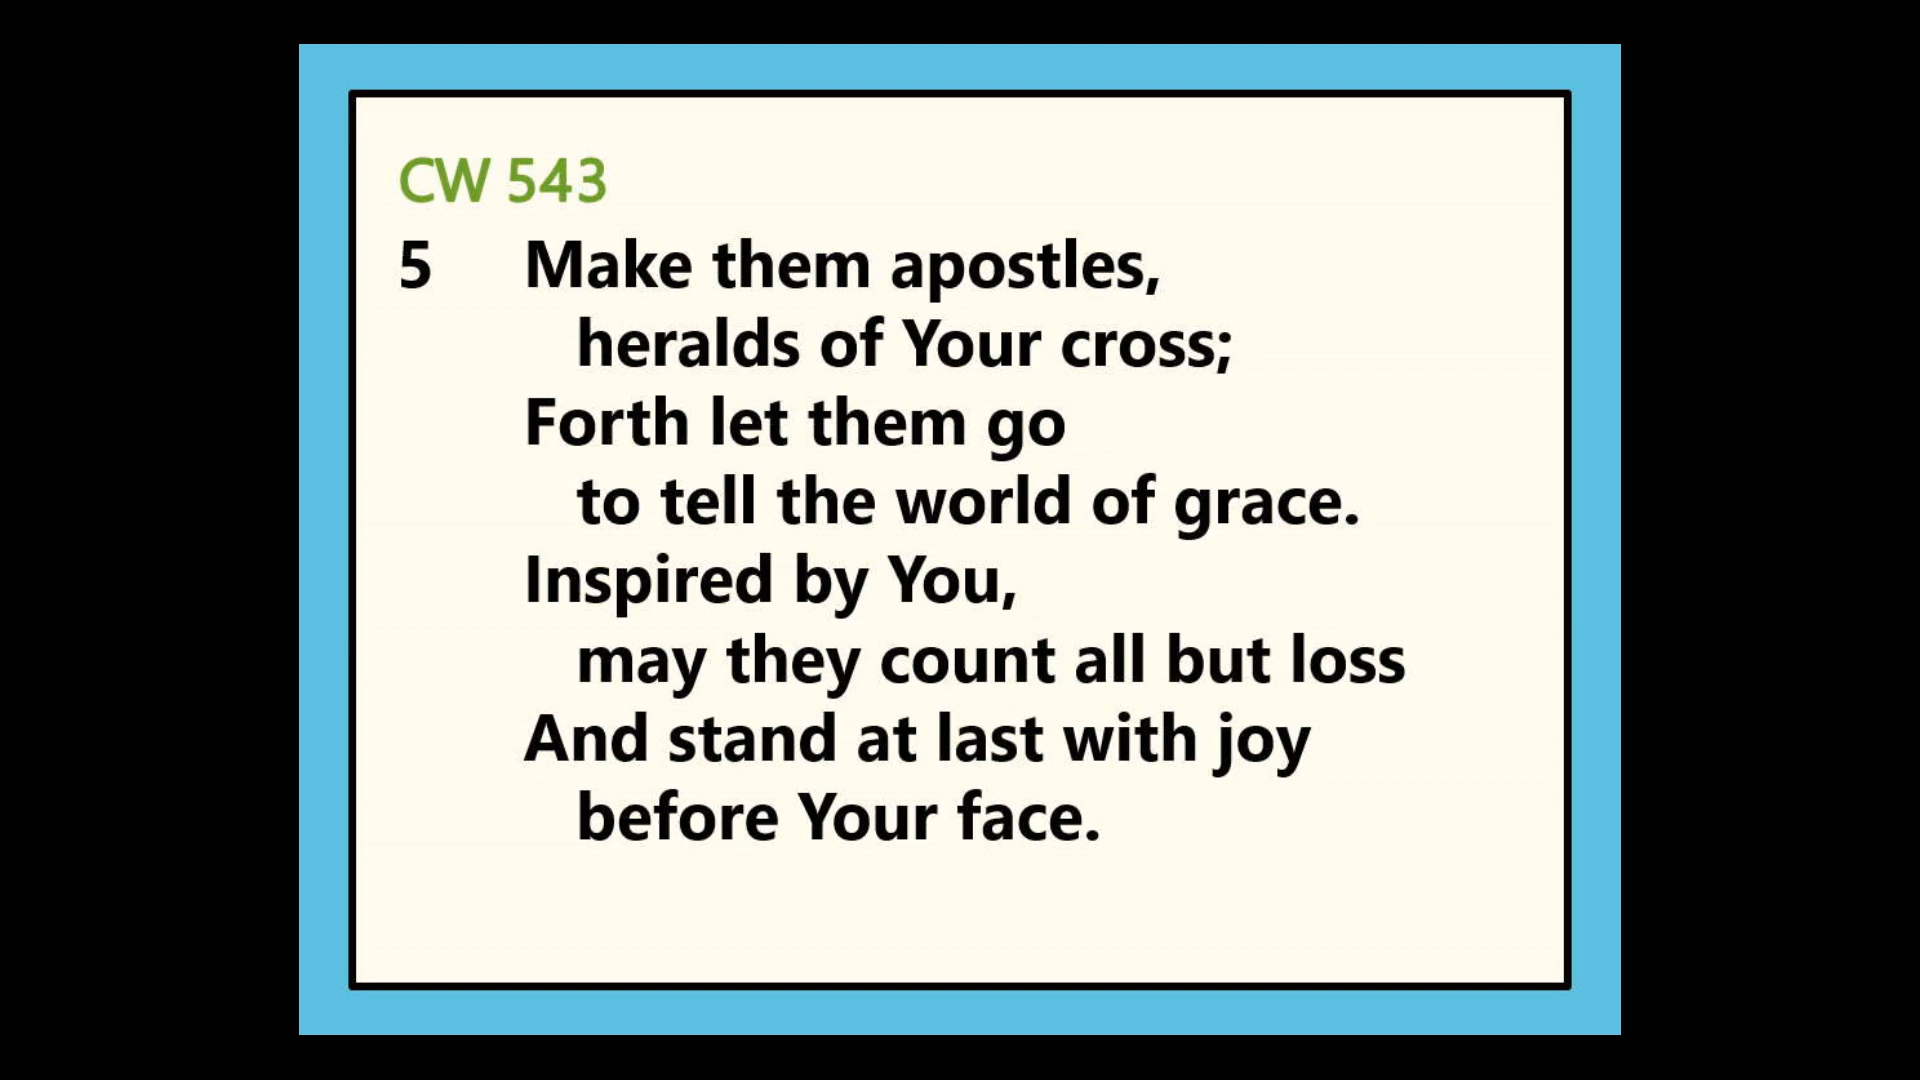 CW 543
5 Make them apostles,
heralds of Your cross;
Forth let them go
to tell the world of grace.
Inspired by You,
may they count all but loss
And stand at last with joy
before Your face.